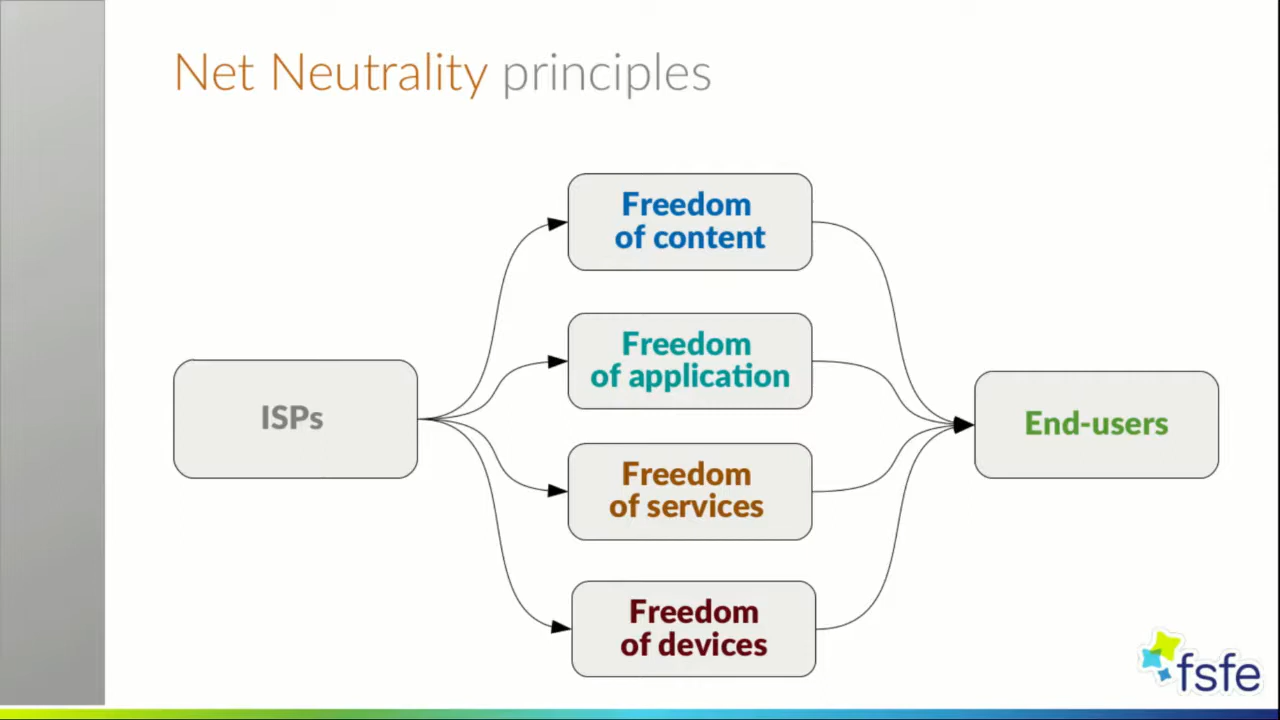 Net Neutrality principles
Freedom
of content
Freedom
of application
ISPs
End-users
Freedom
of services
Freedom
of devices
fsfe